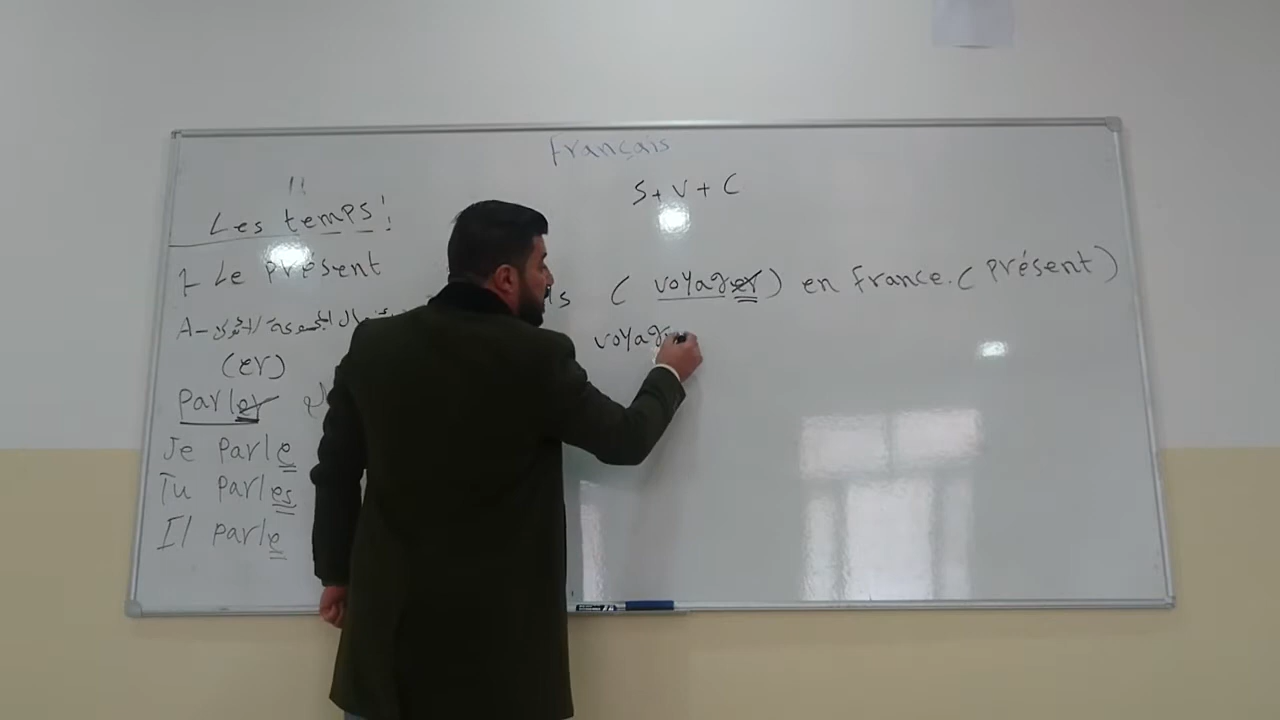 Français
S+V+C
Les temps:
1- Le présent
A-
(er)
Parler
Je Parle
Tu Parles
Il parle
ls (voyager) en France. (Présent)
voyag